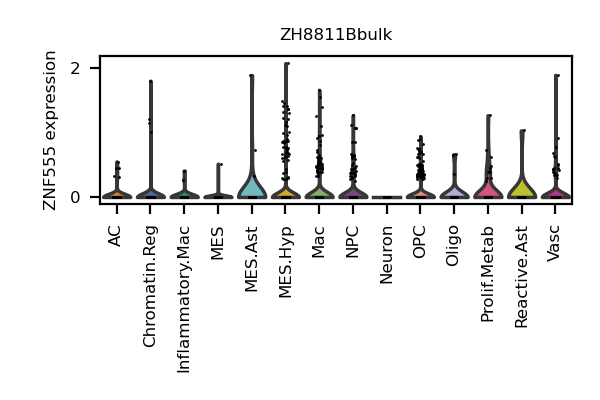 ZH8811Bbulk
ZNF555 expression
2
0
AC
Chromatin.Reg
Inflammatory.Mac
MES
MES.Ast
MES.Hyp
Mac
NPC
Neuron
OPC
Oligo
Prolif.Metab
Reactive.Ast
Vasc